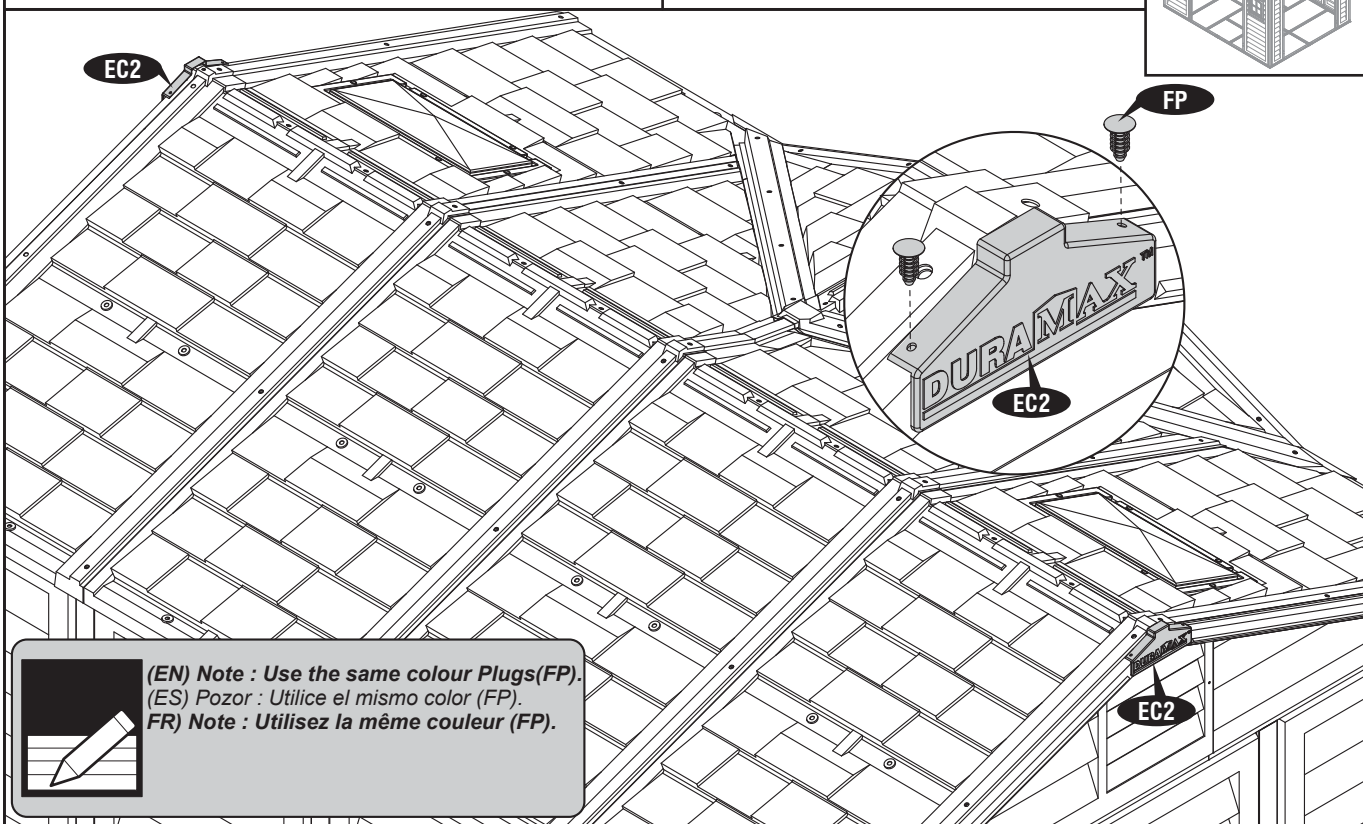 EC2
FP
DURAMAX™
EC2
DURAMAX
EC2
(EN) Note : Use the same colour Plugs(FP).
(ES) Pozor : Utilice el mismo color (FP).
FR) Note : Utilisez la même couleur (FP).